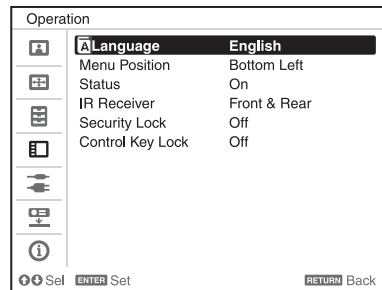 Operation
A Language English
Menu Position Bottom Left
Status On
IR Receiver Front & Rear
Security Lock Off
Control Key Lock Off
Sel ENTER Set RETURN Back